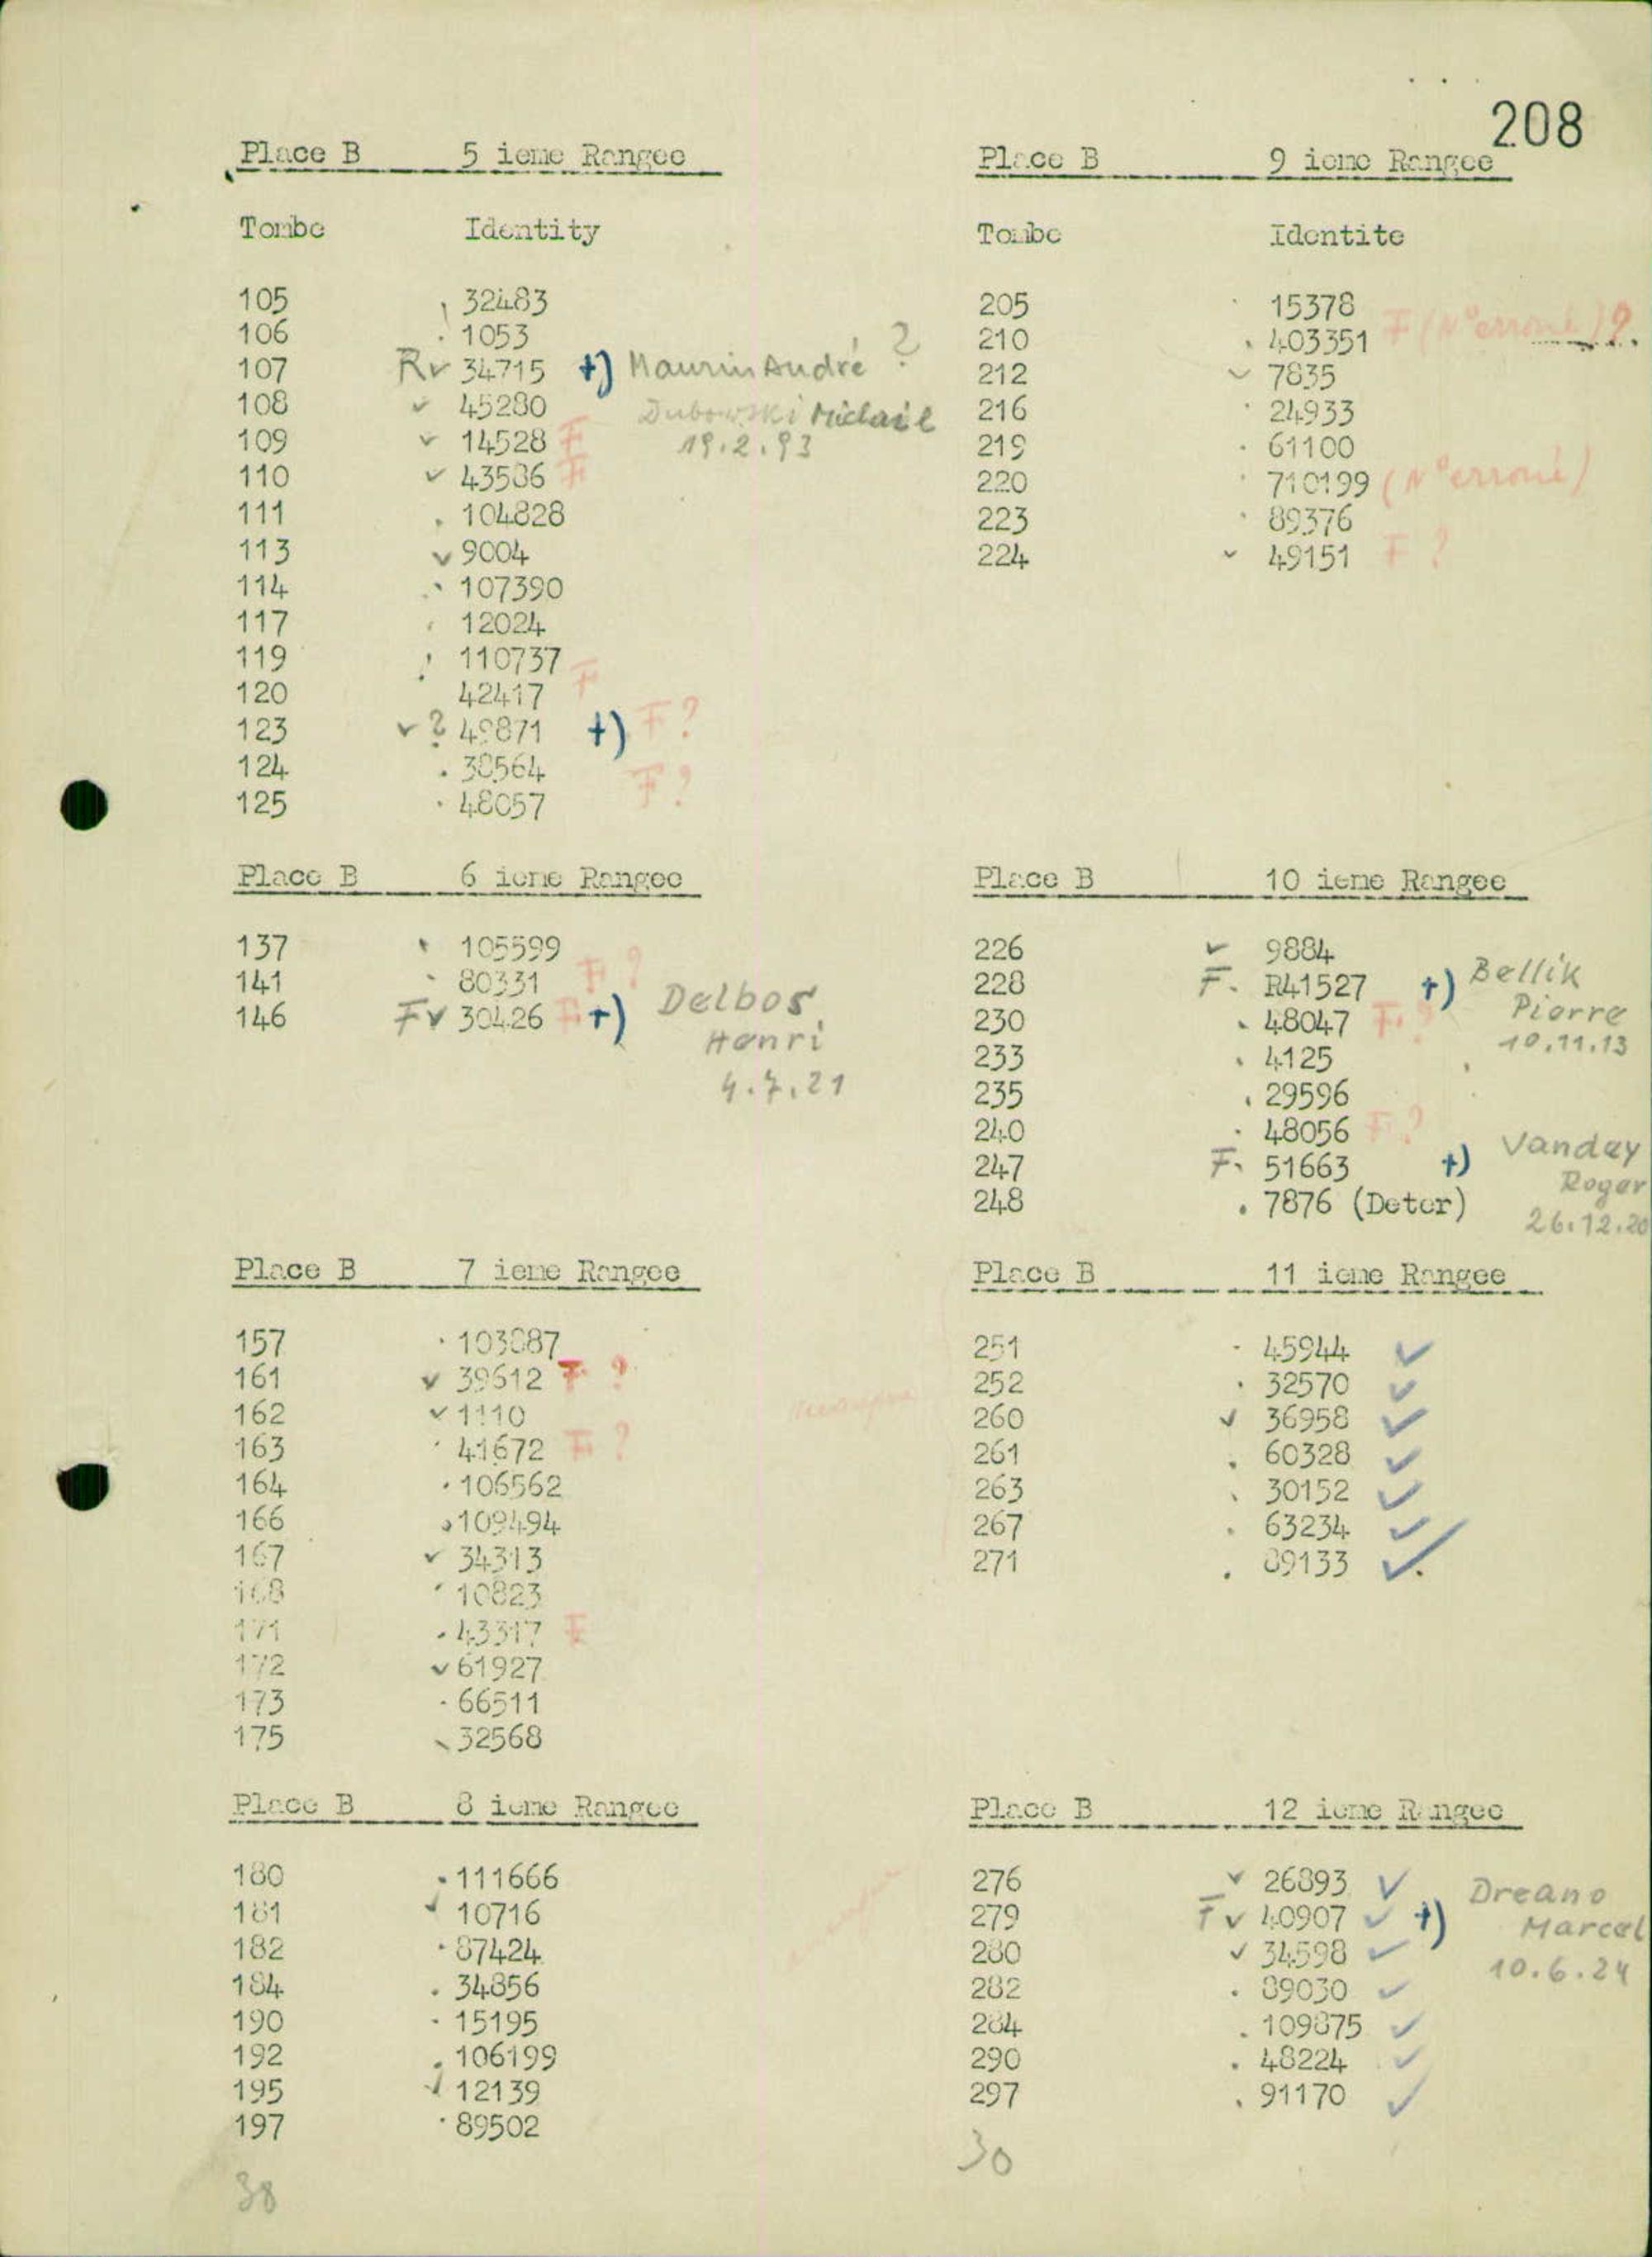 208
Place B 5 ieme Rangee
Tombe Identity
105 32483
106 1053
107 Rv 34715 +) Maurin André ?
108 45280 Dubowski Michail
109 14528 F 19.2.93
110 43586 F
111 104828
113 9004
114 107390
117 12024
119 110737
120 42417 F
123 ? 49871 +) F ?
124 38564
125 48057 F ?
Place B 6 ieme Rangee
137 105599
141 80331 F ?
146 F 30426 F +) Delbos
Henri
4.7.21
Place B 7 ieme Rangee
157 103887
161 39612 F ?
162 1110
163 41672 F ?
164 106562
166 109494
167 34313
168 10823
171 43317 F
172 61927
173 66511
175 32568
Place B 8 ieme Rangee
180 111666
181 10716
182 87424
184 34856
190 15195
192 106199
195 12139
197 89502
38
Place B 9 ieme Rangee
Tombe Identite
205 15378
210 403351 F (N° erroné) ?
212 7835
216 24933
219 61100
220 710199 (N° erroné)
223 89376
224 49151 F ?
Place B 10 ieme Rangee
226 9884
228 F R41527 +) Bellik
Pierre
10.11.13
230 48047 F ?
233 4125
235 29596
240 48056 F ?
247 F 51663 +) Vanday
Roger
26.12.20
248 7876 (Deter)
Place B 11 ieme Rangee
251 45944
252 32570
260 36958
261 60328
263 30152
267 63234
271 89133
Place B 12 ieme Rangee
276 26893
279 F 40907 +) Dreano
Marcel
10.6.24
280 34598
282 89030
284 109875
290 48224
297 91170
30